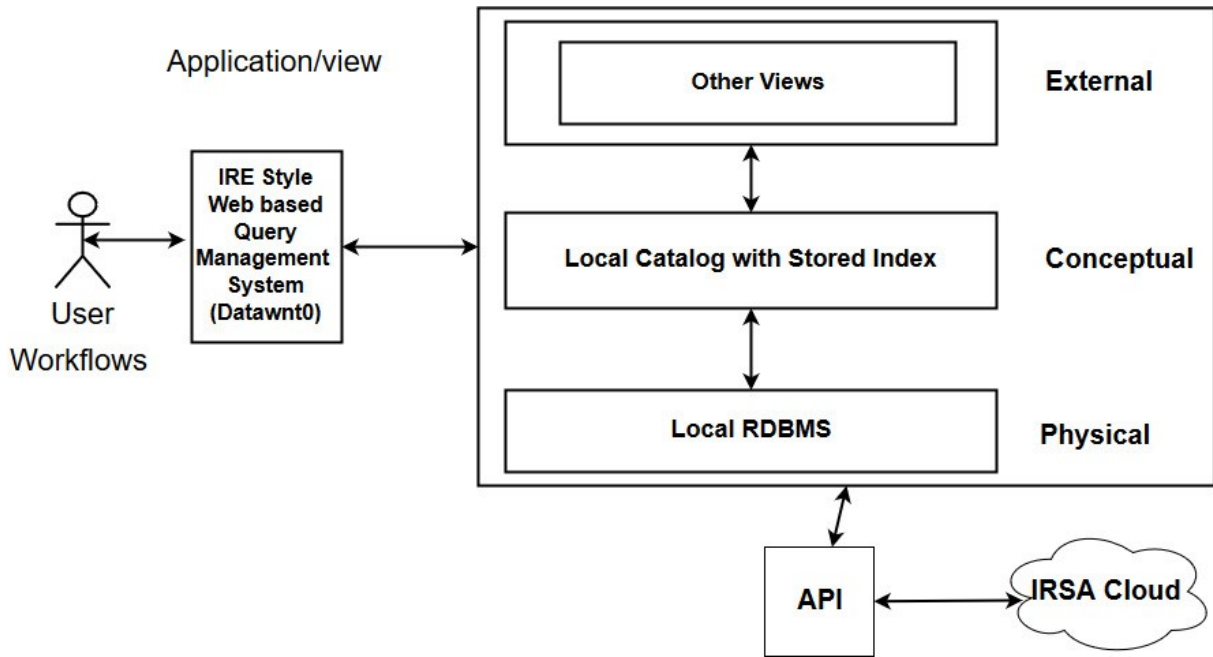 Application/view
Other Views
External
IRE Style
Web based
Query
Management
System
(Datawnt0)
Local Catalog with Stored Index
Conceptual
User
Workflows
Local RDBMS
Physical
API
IRSA Cloud